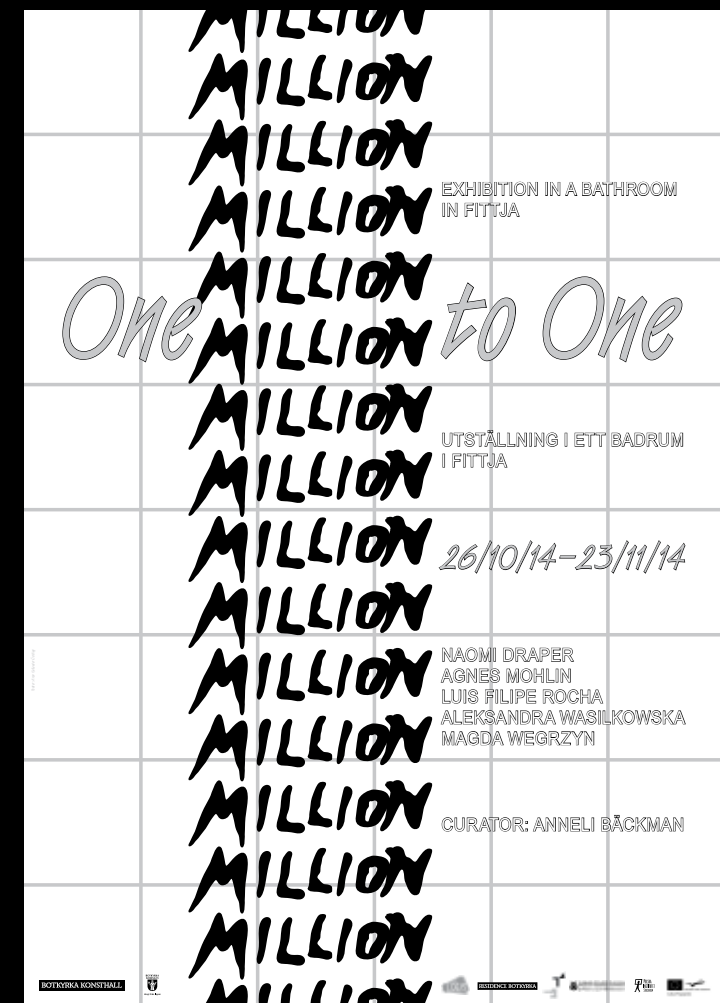 MILLION
MILLION
MILLION
MILLION
EXHIBITION IN A BATHROOM
IN FITTJA
MILLION
One MILLION to One
MILLION
UTSTÄLLNING I ETT BADRUM
I FITTJA
MILLION
MILLION
26/10/14–23/11/14
MILLION
MILLION
NAOMI DRAPER
AGNES MOHLIN
LUIS FILIPE ROCHA
ALEKSANDRA WASILKOWSKA
MAGDA WEGRZYN
MILLION
MILLION
CURATOR: ANNELI BÄCKMAN
MILLION
MILLION
MILLION
BOTKYRKA KONSTHALL
RESIDENCE BOTKYRKA